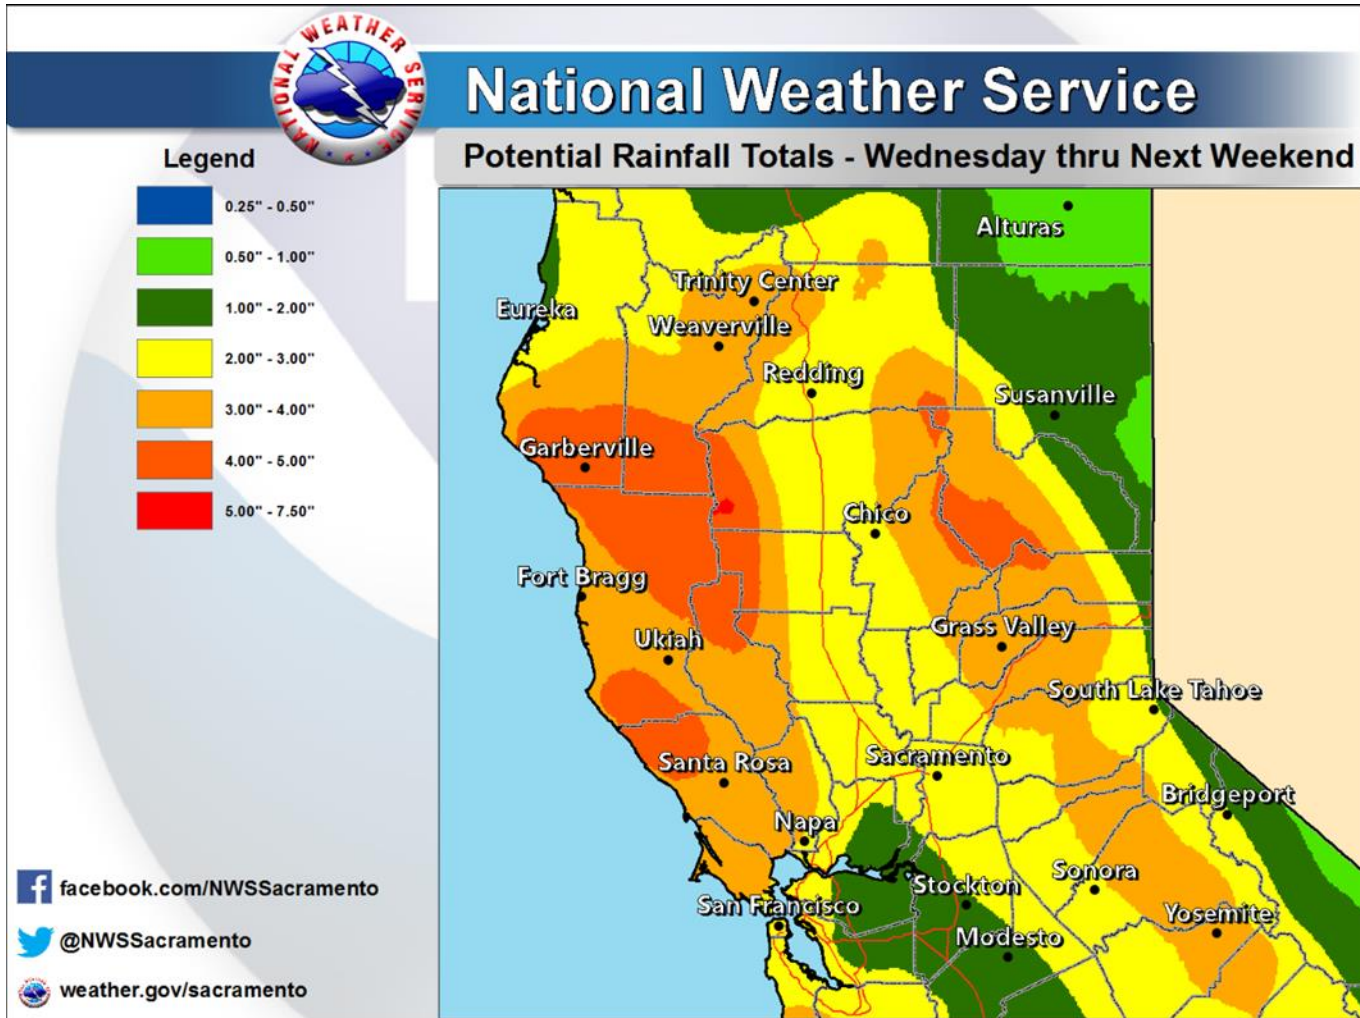 NATIONAL WEATHER SERVICE
National Weather Service
Potential Rainfall Totals - Wednesday thru Next Weekend
Legend
0.25" - 0.50"
0.50" - 1.00"
1.00" - 2.00"
2.00" - 3.00"
3.00" - 4.00"
4.00" - 5.00"
5.00" - 7.50"
Alturas
Trinity Center
Eureka
Weaverville
Redding
Susanville
Garberville
Chico
Fort Bragg
Ukiah
Grass Valley
South Lake Tahoe
Santa Rosa
Sacramento
Bridgeport
Napa
Sonora
Stockton
San Francisco
Yosemite
Modesto
facebook.com/NWSSacramento
@NWSSacramento
weather.gov/sacramento